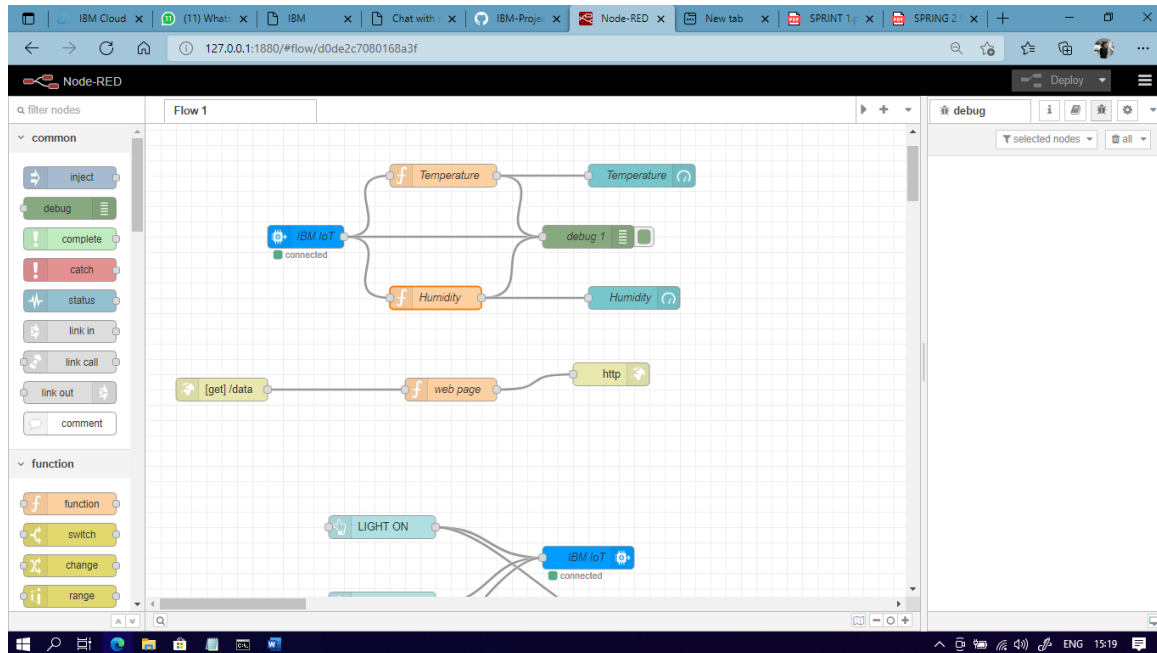 IBM Cloud
(11) Whats
IBM
Chat with
IBM-Projec
Node-RED
New tab
SPRINT 1.p
SPRING 2
127.0.0.1:1880/#flow/d0de2c7080168a3f
Node-RED
Deploy
filter nodes
Flow 1
debug
i
selected nodes
all
common
inject
debug
complete
catch
status
link in
link call
link out
comment
function
function
switch
change
range
Temperature
Temperature
IBM IoT
connected
debug 1
Humidity
Humidity
[get] /data
web page
http
LIGHT ON
IBM IoT
connected
ENG
15:19